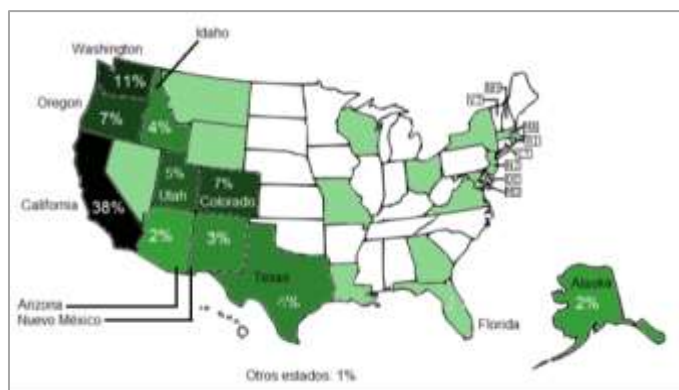 Idaho
Washington
11%
Oregon
7%
4%
5%
Utah
7%
Colorado
California
38%
2%
3%
Texas
Alaska
2%
Arizona
Nuevo México
Florida
Otros estados: 1%